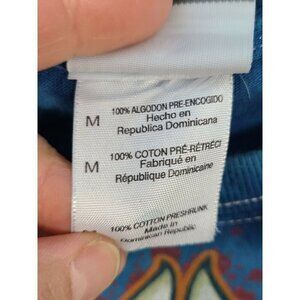 100% ALGODON PRE-ENCOGIDO
M Hecho en
Republica Dominicana
100% COTON PRÉ-RÉTRÉCI
M Fabriqué en
République Dominicaine
100% COTTON PRESHRUNK
Made in
Dominican Republic